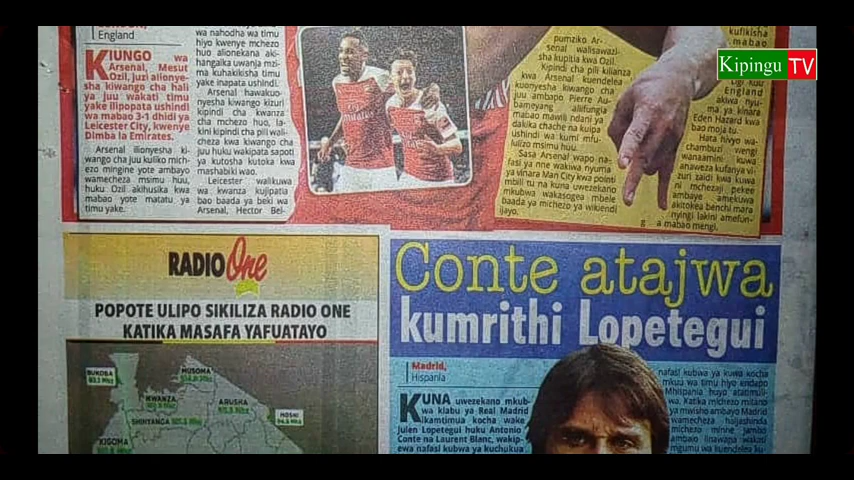 Kipingu TV
England
KIUNGO wa
Arsenal, Mesut
Ozil, juzi alionye-
sha kiwango cha hali
ya juu wakati timu
yake ilipopata ushindi
wa mabao 3-1 dhidi ya
Leicester City, kwenye
Dimba la Emirates.
Arsenal ilionyesha ki-
wango cha juu kuliko mich-
ezo mingine yote ambayo
wamecheza msimu huu,
huku Ozil akihusika kwa
mabao yote matatu ya
timu yake.
wa nahodha wa timu
hiyo kwenye mchezo
huo alionekana aki-
hangaika uwanja mzi-
ma kuhakikisha timu
yake inapata ushindi.
Arsenal hawakuo-
nyesha kiwango kizuri
kipindi cha kwanza
cha mchezo huo, la-
kini kipindi cha pili wali-
cheza kwa kiwango cha
juu huku wakipata sapoti
ya kutosha kutoka kwa
mashabiki wao.
Leicester walikuwa
wa kwanza kujipatia
bao baada ya beki wa
Arsenal, Hector Bel-
pumziko Ar-
senal walisawazi-
sha kupitia kwa Ozil.
Kipindi cha pili kilianza
kwa Arsenal kuendelea
kuonyesha kiwango cha
juu ambapo Pierre Au-
bameyang aliifungia
mabao mawili ndani ya
dakika chache na kuipa
ushindi wa kumi mfu-
lulizo msimu huu.
Sasa Arsenal wapo na-
fasi ya nne wakiwa nyuma
ya vinara Man City kwa pointi
mbili tu na kuna uwezekano
mkubwa wakasogea mbele
baada ya michezo ya wikiendi
ijayo.
kufikisha
mabao
Ligi Kuu
England
akiwa nyu-
ma ya kinara
Eden Hazard kwa
bao moja tu.
Hata hivyo wa-
chambuzi wengi
wanaamini kuwa
anaweza kufanya vi-
zuri zaidi kwa kuwa
ni mchezaji pekee
ambaye amekuwa
akitokea benchi mara
nyingi lakini amefun-
ga mabao mengi.
RADIO One
POPOTE ULIPO SIKILIZA RADIO ONE
KATIKA MASAFA YAFUATAYO
BUKOBA
MUSOMA
MWANZA
ARUSHA
MOSHI
SHINYANGA
KIGOMA
Conte atajwa
kumrithi Lopetegui
Madrid,
Hispania
KUNA uwezekano mkub-
wa klabu ya Real Madrid
ikamtimua kocha wake
Julen Lopetegui huku Antonio
Conte na Laurent Blanc, wakip-
ewa nafasi kubwa ya kuchukua
nafasi kubwa ya kuwa kocha
mkuu wa timu hiyo endapo
Mhispania huyo atatimuli-
wa. Katika michezo mitano
ya mwisho ambayo Madrid
wamecheza haijashinda
michezo minne jambo
ambalo linawapa wakati
mgumu wa kuendelea ku-